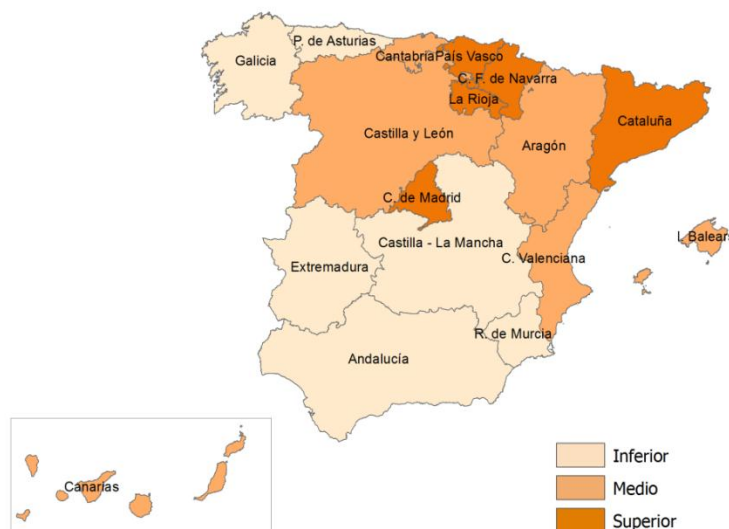 P. de Asturias
Galicia
Cantabria
País Vasco
C. F. de Navarra
La Rioja
Cataluña
Castilla y León
Aragón
C. de Madrid
I. Balears
Castilla - La Mancha
C. Valenciana
Extremadura
R. de Murcia
Andalucía
Canarias
Inferior
Medio
Superior